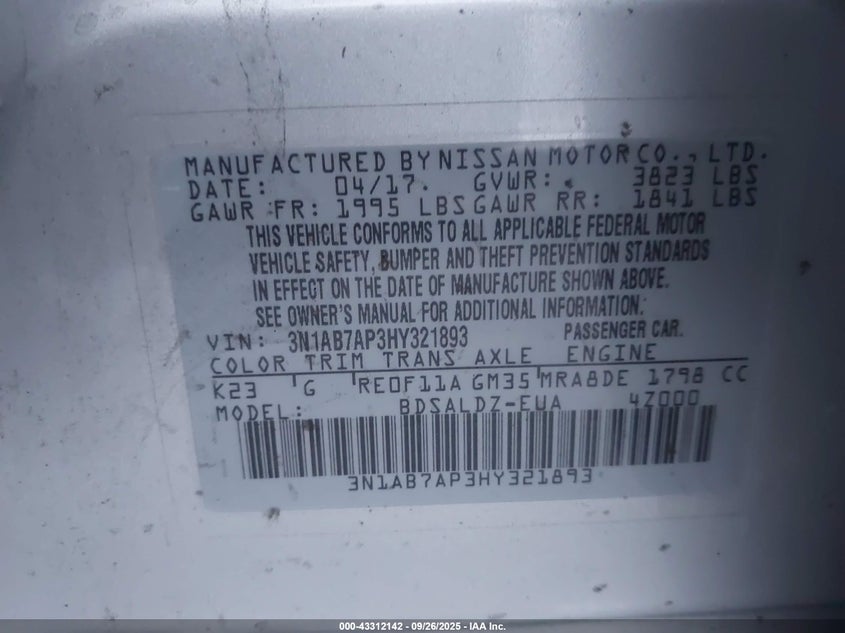 MANUFACTURED BY NISSAN MOTOR CO., LTD.
DATE: 04/17. GVWR: 3823 LBS
GAWR FR: 1995 LBS GAWR RR: 1841 LBS
THIS VEHICLE CONFORMS TO ALL APPLICABLE FEDERAL MOTOR
VEHICLE SAFETY, BUMPER AND THEFT PREVENTION STANDARDS
IN EFFECT ON THE DATE OF MANUFACTURE SHOWN ABOVE.
SEE OWNER'S MANUAL FOR ADDITIONAL INFORMATION.
VIN: 3N1AB7AP3HY321893 PASSENGER CAR.
COLOR TRIM TRANS AXLE ENGINE
K23 G RE0F11A GM35 MRA8DE 1798 CC
MODEL: BDSALDZ-EUA 4Z000
3N1AB7AP3HY321893
000-43312142 - 09/26/2025 - IAA Inc.